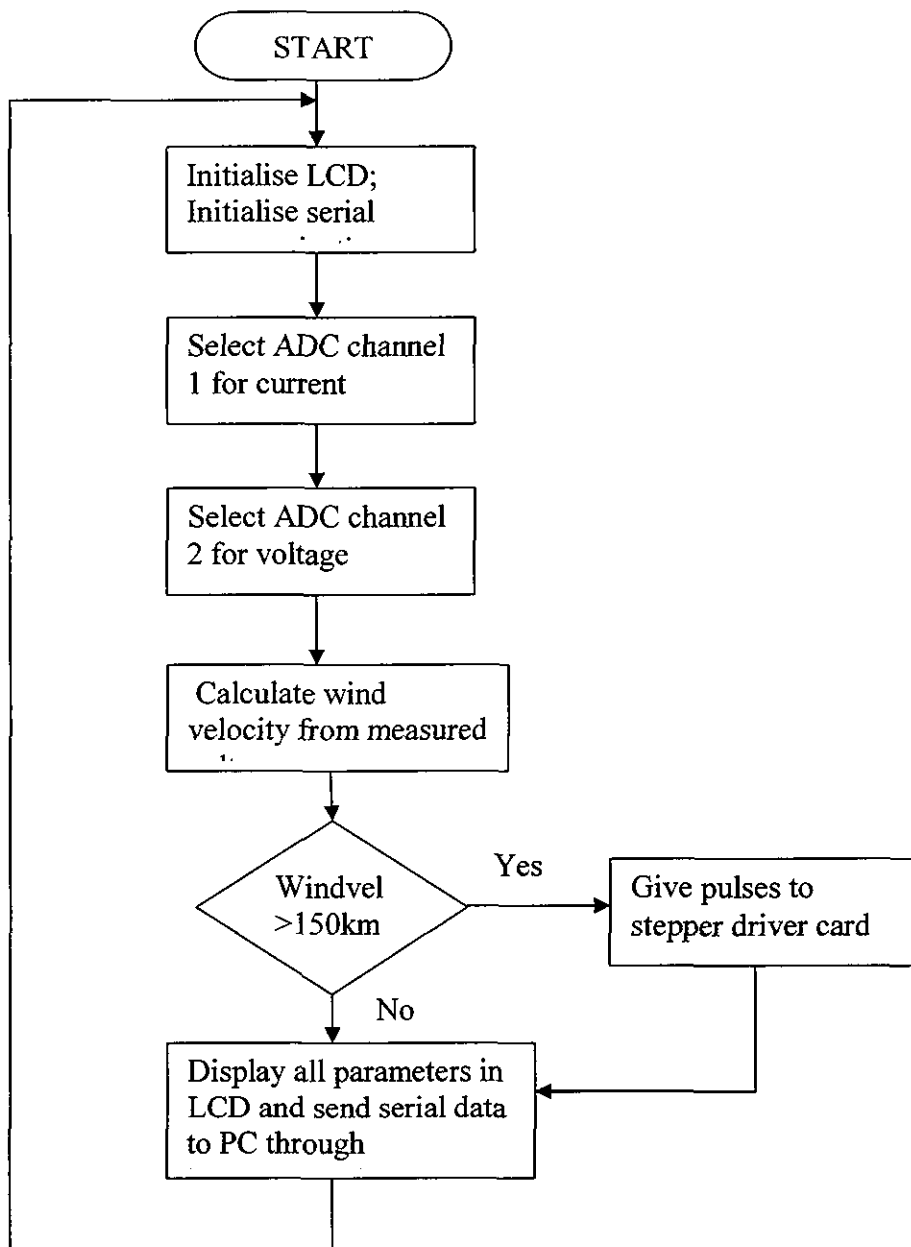 START
Initialise LCD;
Initialise serial
Select ADC channel
1 for current
Select ADC channel
2 for voltage
Calculate wind
velocity from measured
Windvel
>150km
Yes
Give pulses to
stepper driver card
No
Display all parameters in
LCD and send serial data
to PC through